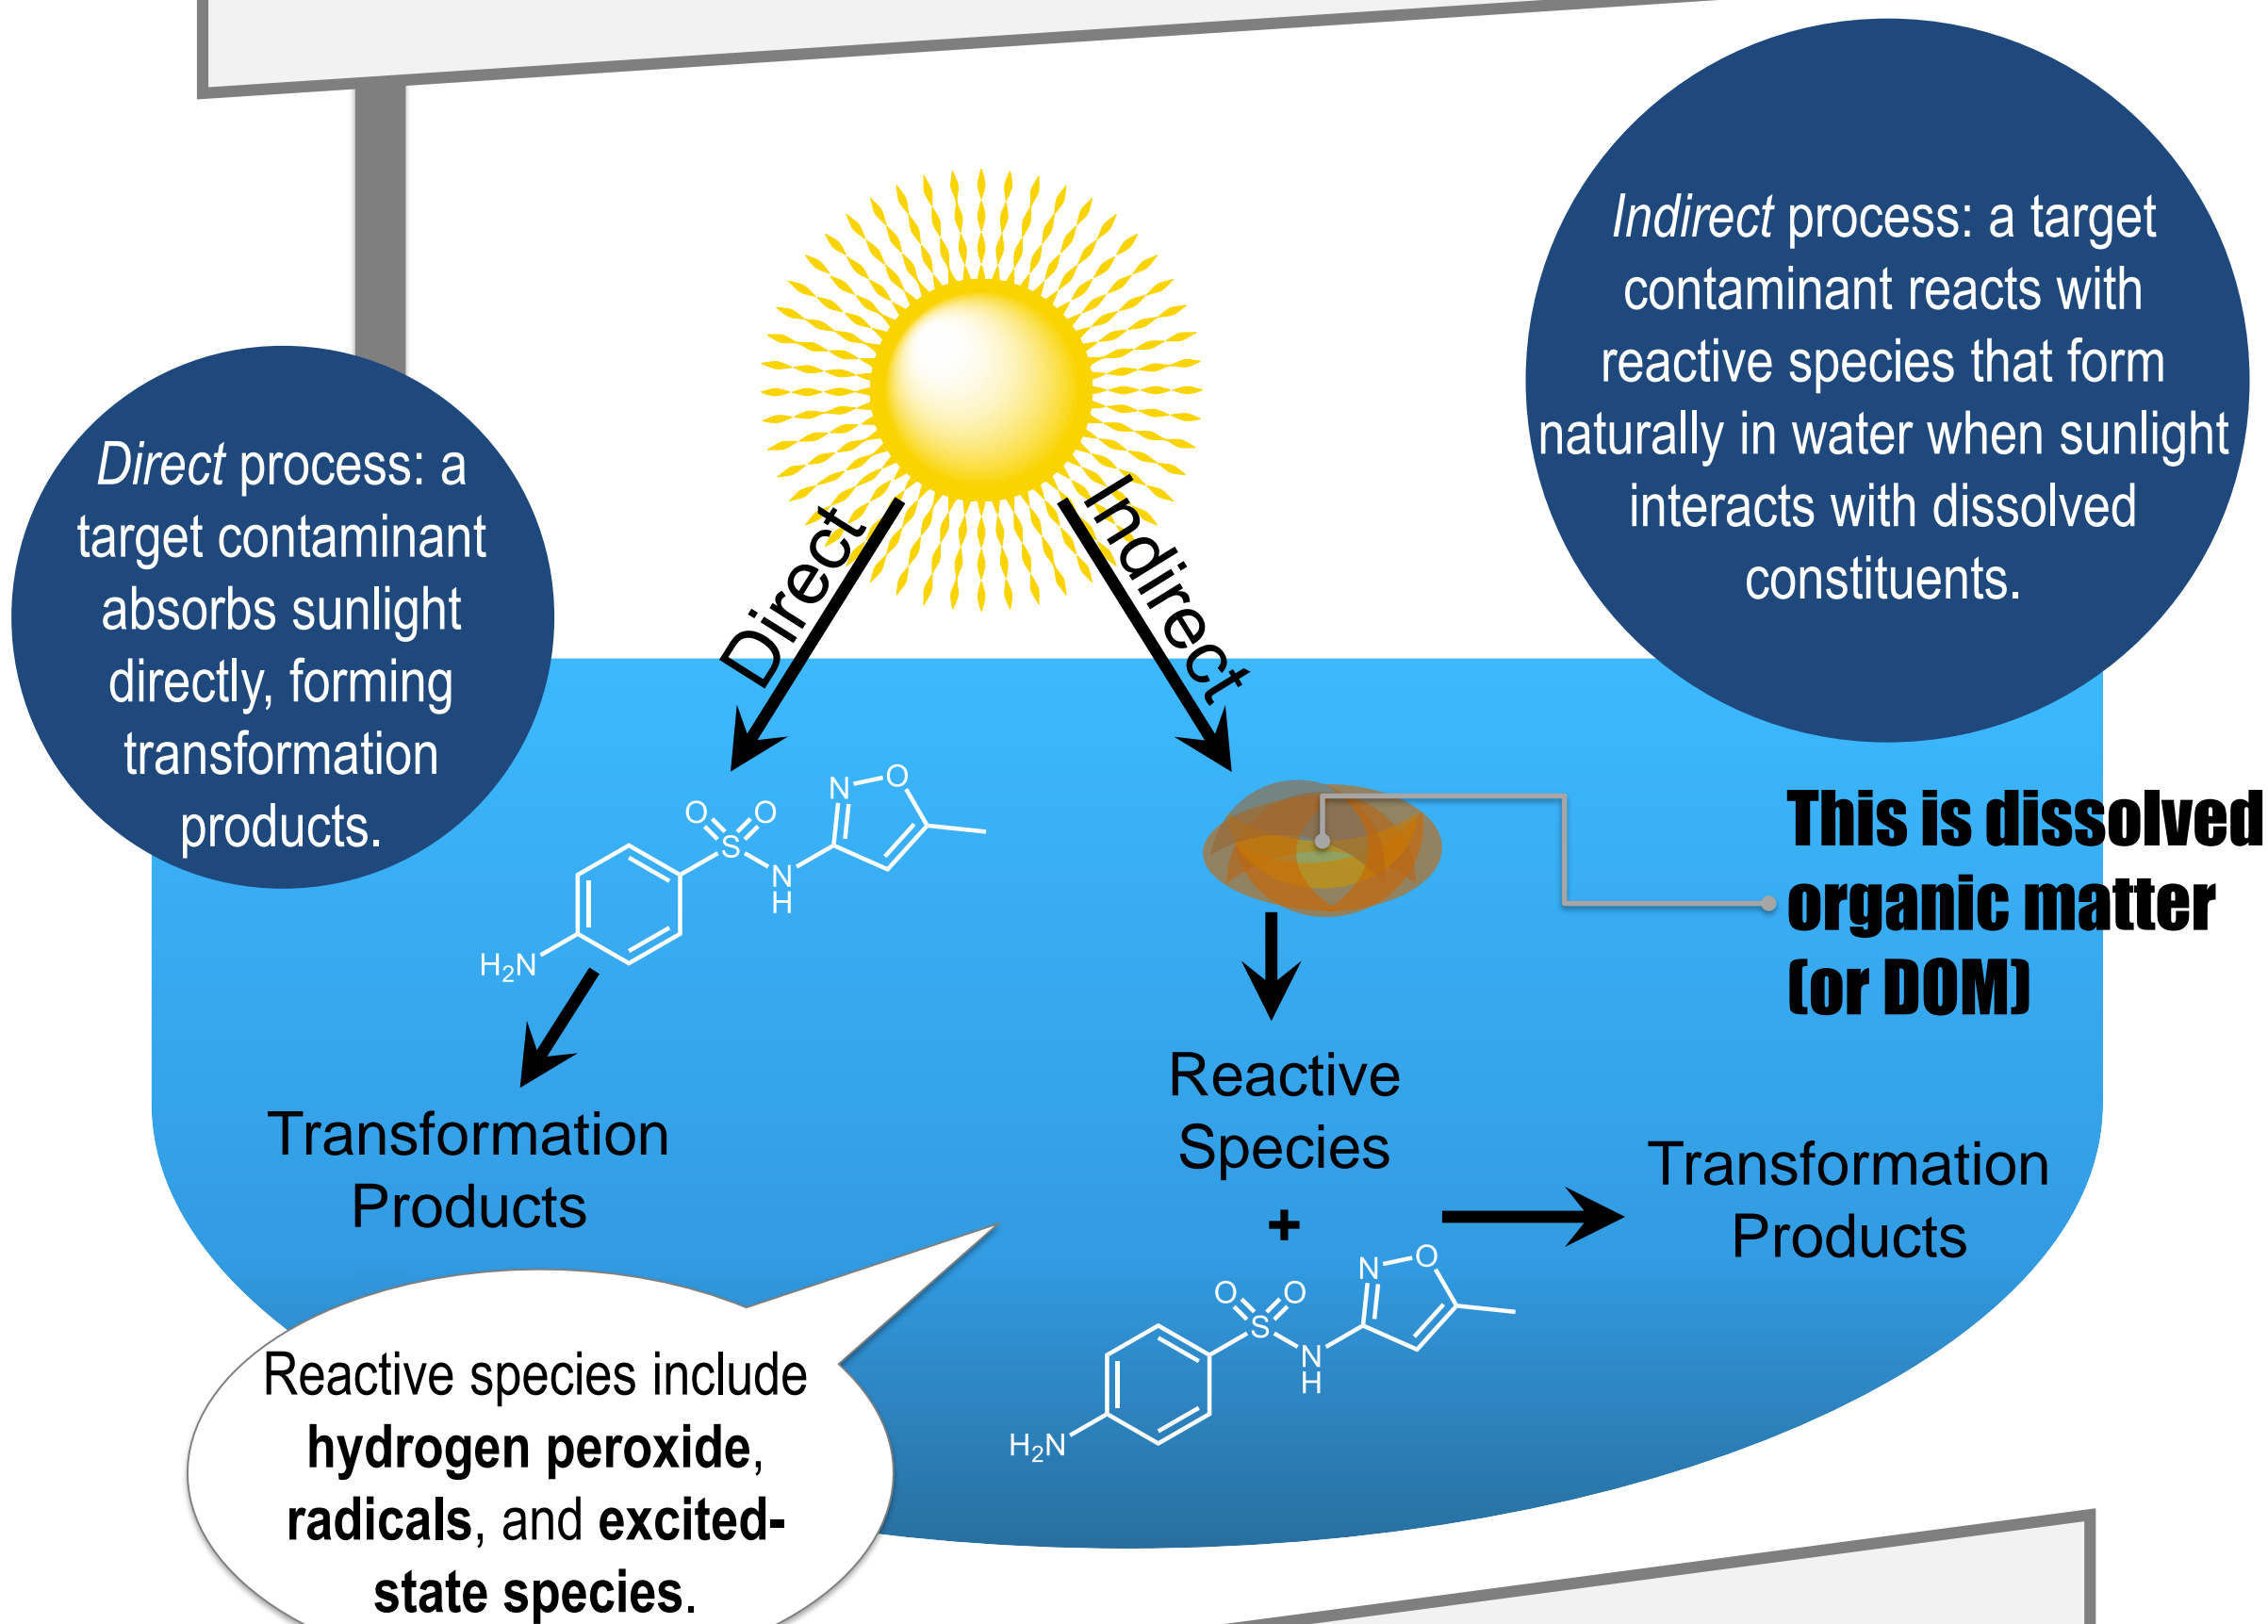 Indirect process: a target
contaminant reacts with
reactive species that form
naturally in water when sunlight
interacts with dissolved
constituents.
Direct process: a
target contaminant
absorbs sunlight
directly, forming
transformation
products.
Direct
Indirect
N O
O O
S
N
H
H₂N
This is dissolved
organic matter
(or DOM)
Reactive
Species
+
Transformation
Products
Transformation
Products
N O
O O
S
N
H
H₂N
Reactive species include
hydrogen peroxide,
radicals, and excited-
state species.